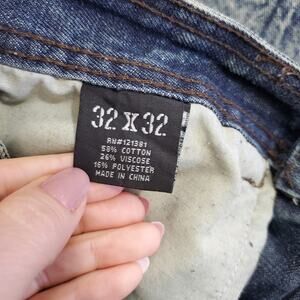 32 X 32
RN#121381
58% COTTON
26% VISCOSE
16% POLYESTER
MADE IN CHINA